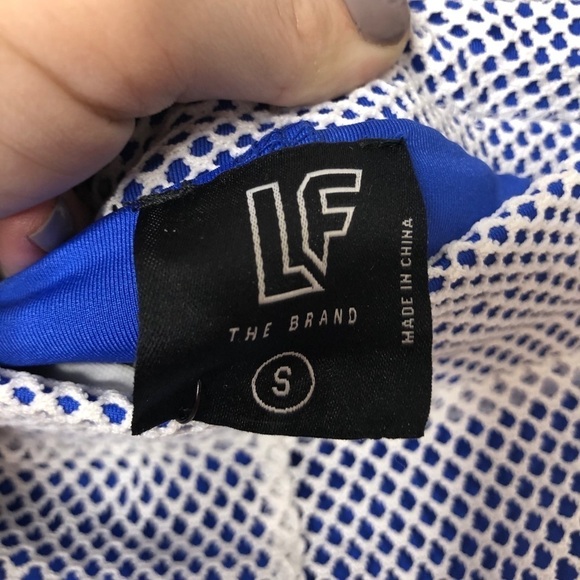 LF
THE BRAND
S
MADE IN CHINA